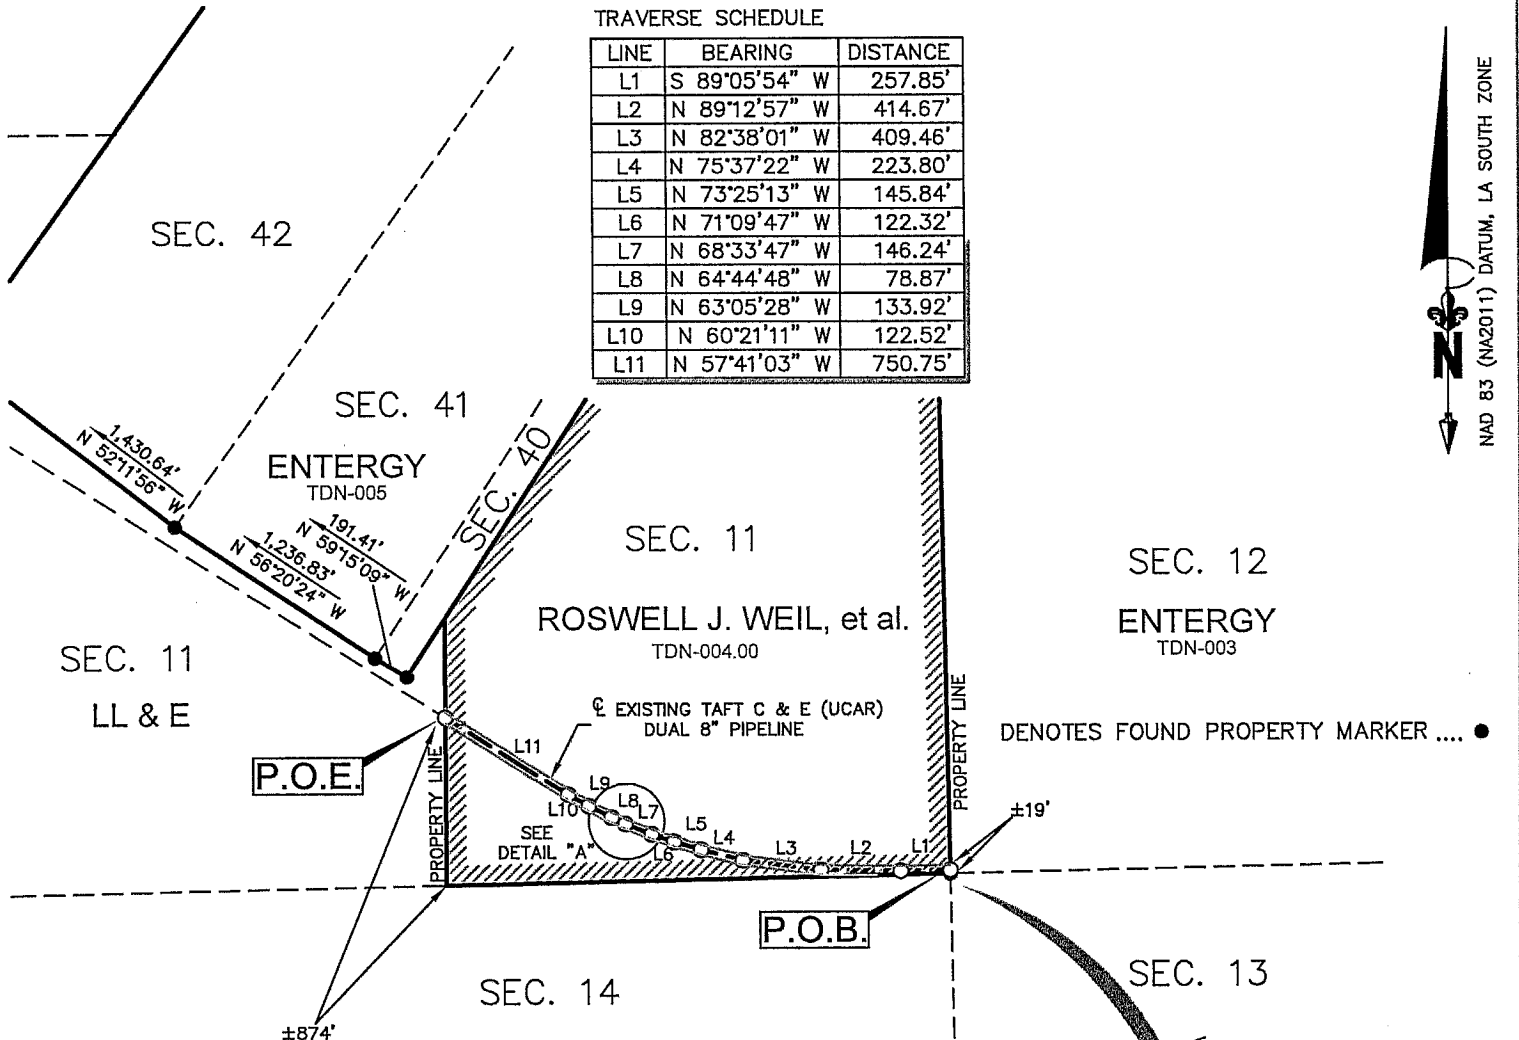 TRAVERSE SCHEDULE
LINE BEARING DISTANCE
L1 S 89°05'54" W 257.85'
L2 N 89°12'57" W 414.67'
L3 N 82°38'01" W 409.46'
L4 N 75°37'22" W 223.80'
L5 N 73°25'13" W 145.84'
L6 N 71°09'47" W 122.32'
L7 N 68°33'47" W 146.24'
L8 N 64°44'48" W 78.87'
L9 N 63°05'28" W 133.92'
L10 N 60°21'11" W 122.52'
L11 N 57°41'03" W 750.75'
NAD 83 (NA2011) DATUM, LA SOUTH ZONE
N
SEC. 42
SEC. 41
ENTERGY
TDN-005
SEC. 40
1,430.64'
N 52°11'56" W
191.41'
N 59°15'09" W
1,236.83'
N 56°20'24" W
SEC. 11
LL & E
SEC. 11
ROSWELL J. WEIL, et al.
TDN-004.00
SEC. 12
ENTERGY
TDN-003
℄ EXISTING TAFT C & E (UCAR)
DUAL 8" PIPELINE
DENOTES FOUND PROPERTY MARKER .... ●
PROPERTY LINE
PROPERTY LINE
P.O.E.
L11
L10
L9
L8
L7
L6
L5
L4
L3
L2
L1
SEE
DETAIL "A"
±19'
P.O.B.
SEC. 14
SEC. 13
±874'